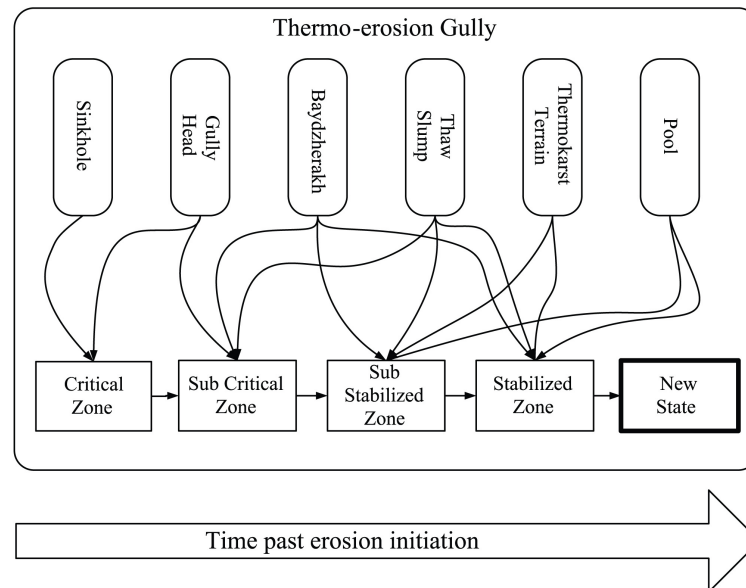 Thermo-erosion Gully
Sinkhole
Gully
Head
Baydzherakh
Thaw
Slump
Thermokarst
Terrain
Pool
Critical
Zone
Sub Critical
Zone
Sub
Stabilized
Zone
Stabilized
Zone
New
State
Time past erosion initiation